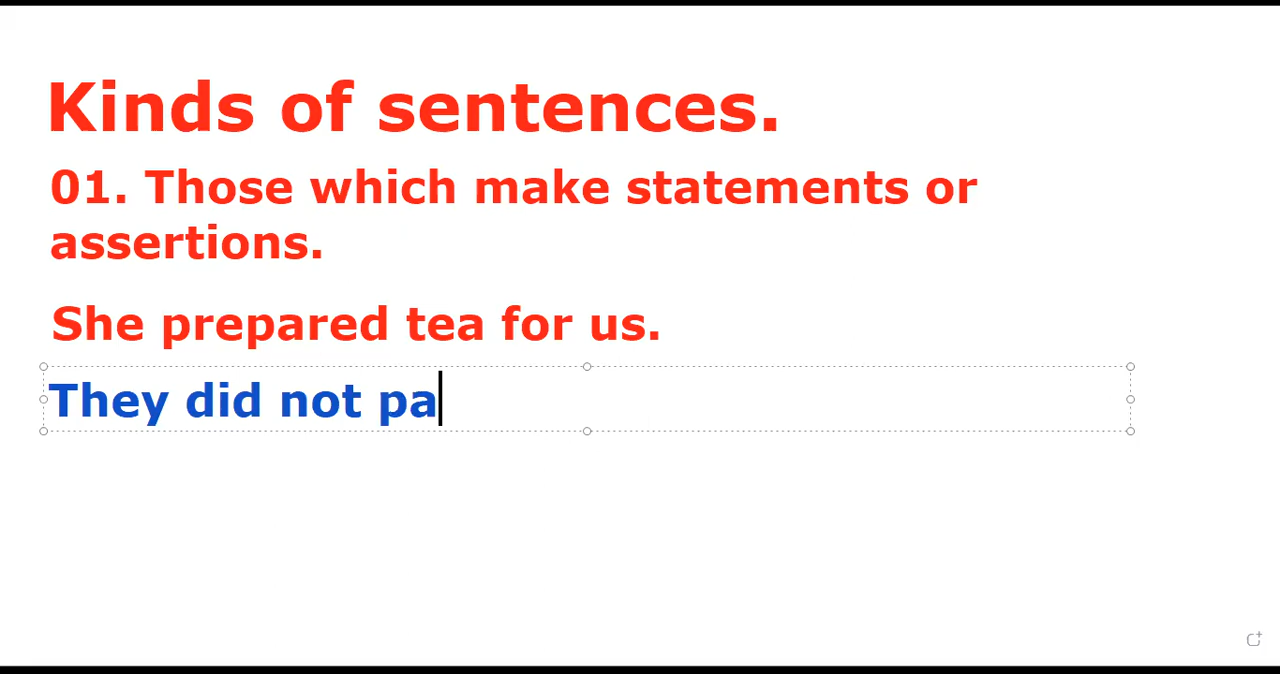 Kinds of sentences.
01. Those which make statements or
assertions.
She prepared tea for us.
They did not pa